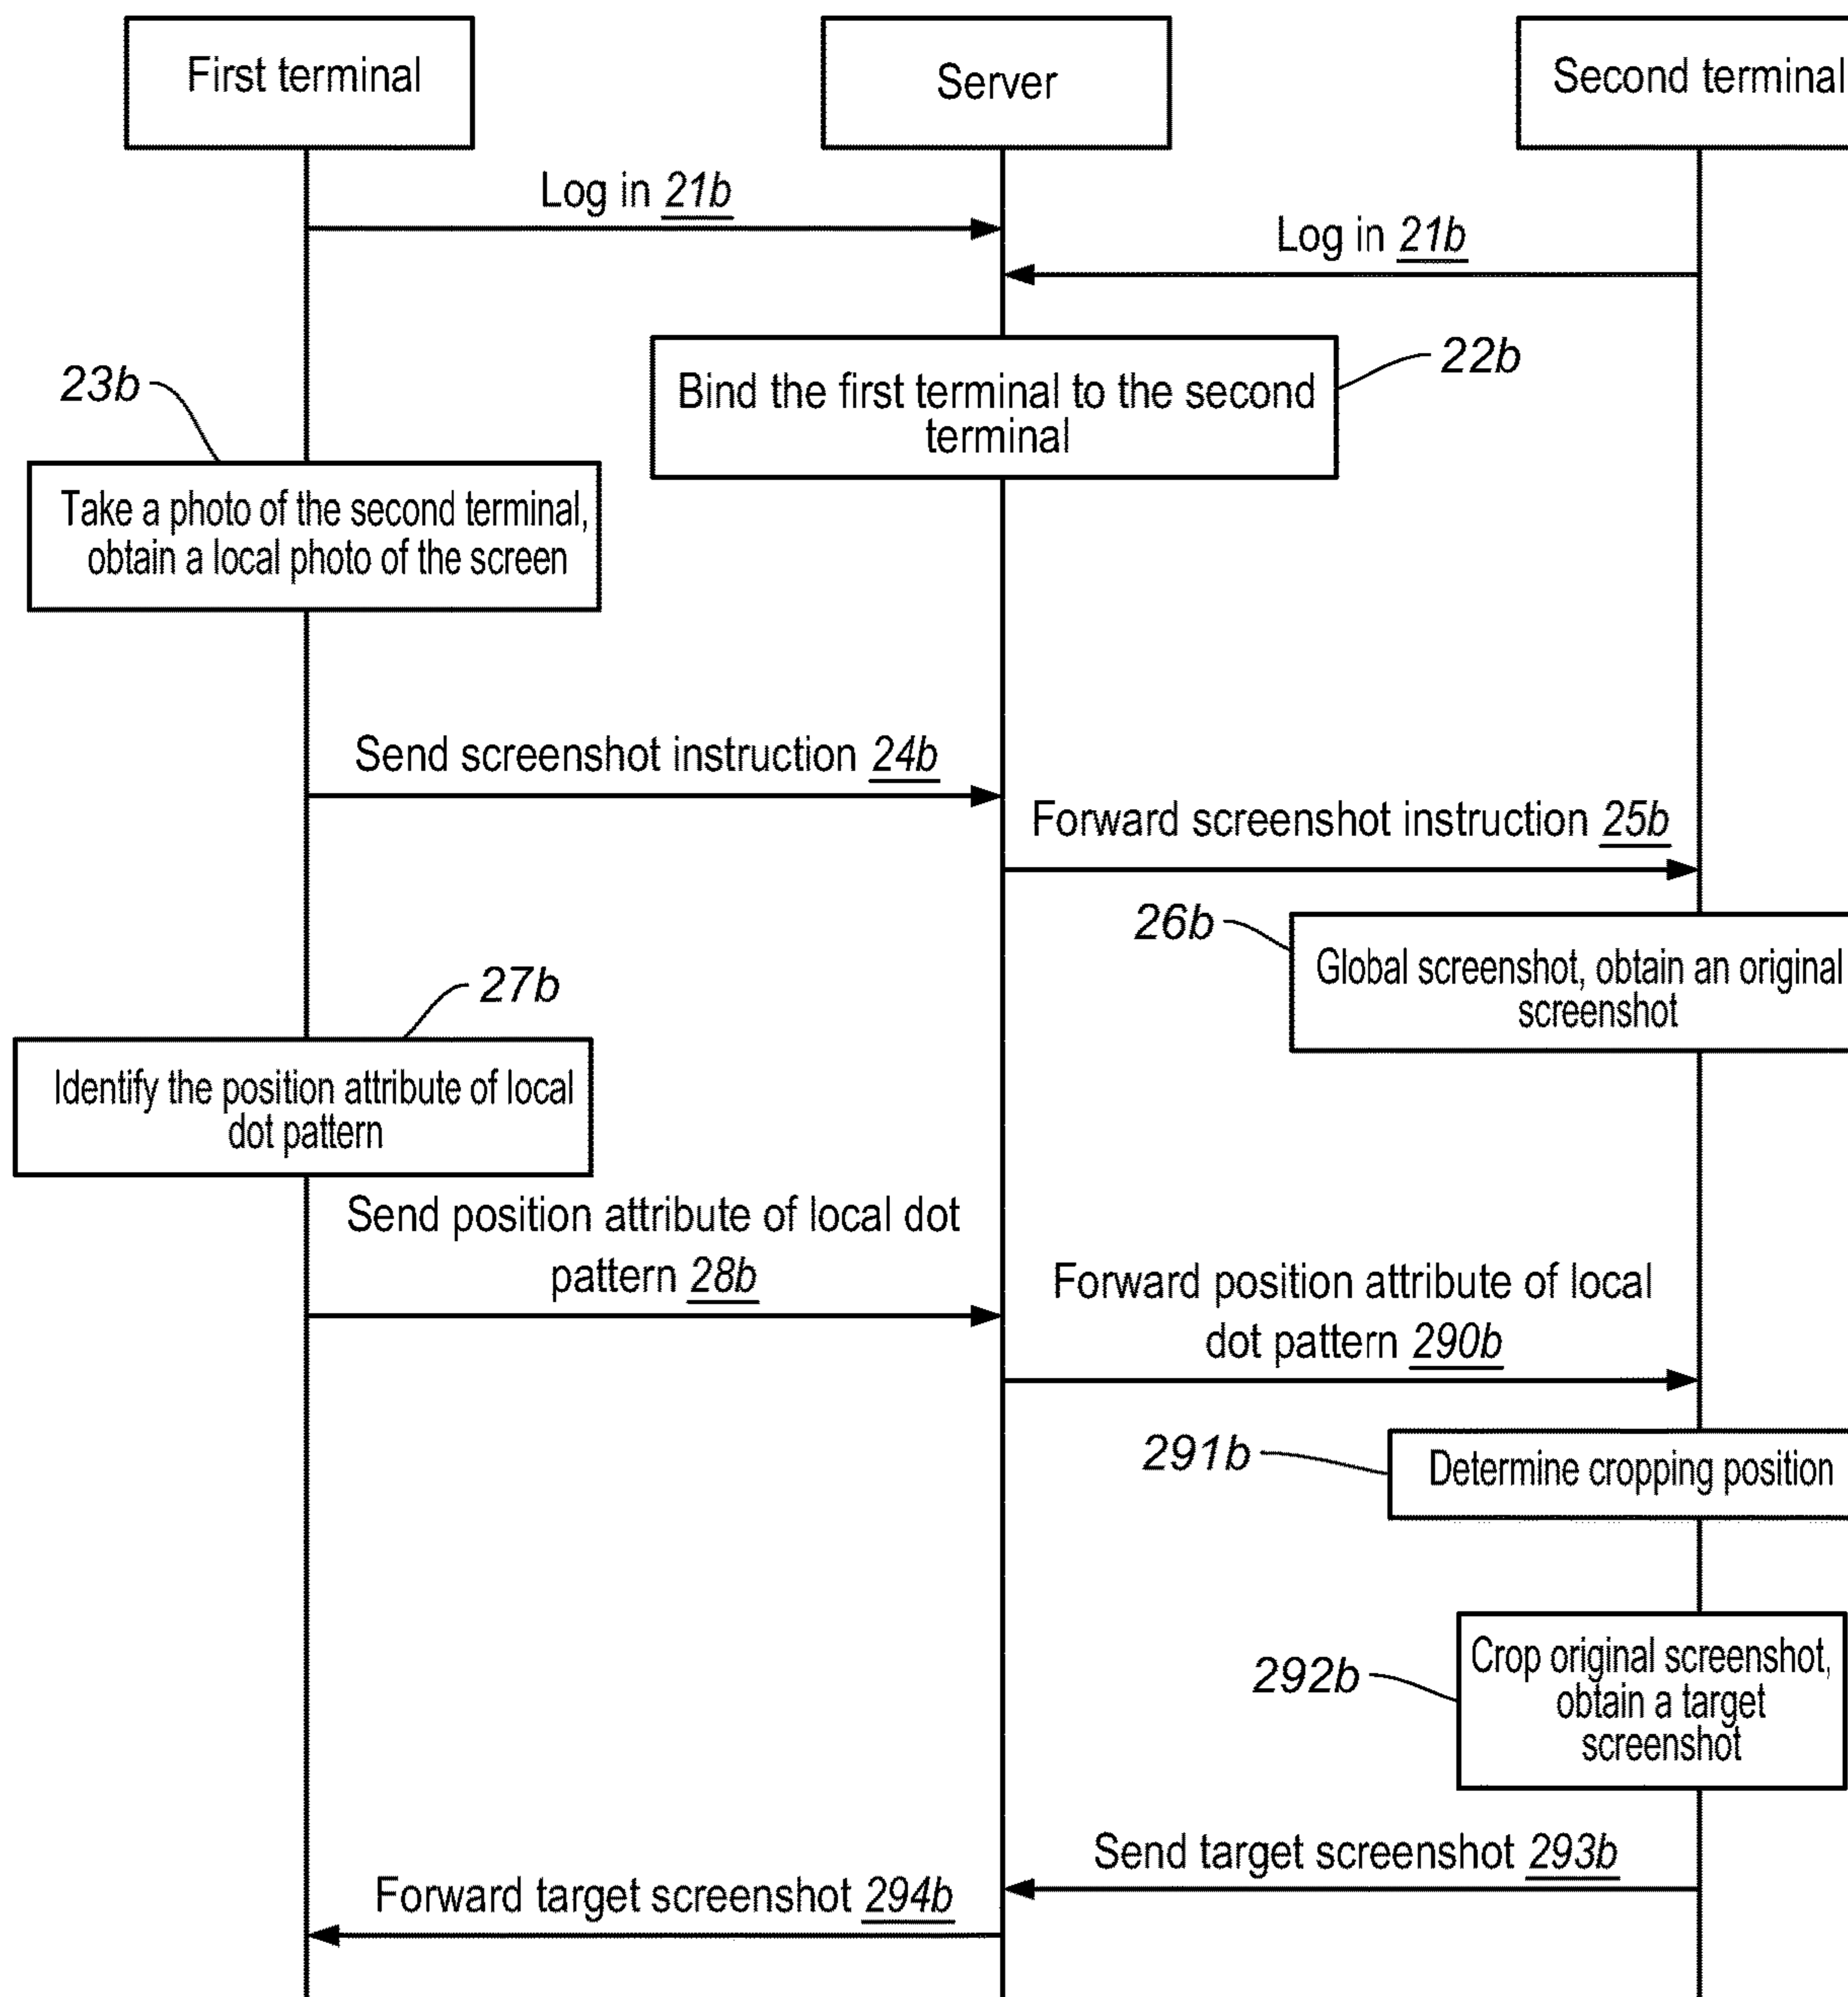 First terminal
Server
Second terminal
Log in 21b
Log in 21b
22b
Bind the first terminal to the second
terminal
23b
Take a photo of the second terminal,
obtain a local photo of the screen
Send screenshot instruction 24b
Forward screenshot instruction 25b
26b
Global screenshot, obtain an original
screenshot
27b
Identify the position attribute of local
dot pattern
Send position attribute of local dot
pattern 28b
Forward position attribute of local
dot pattern 290b
291b
Determine cropping position
292b
Crop original screenshot,
obtain a target
screenshot
Send target screenshot 293b
Forward target screenshot 294b